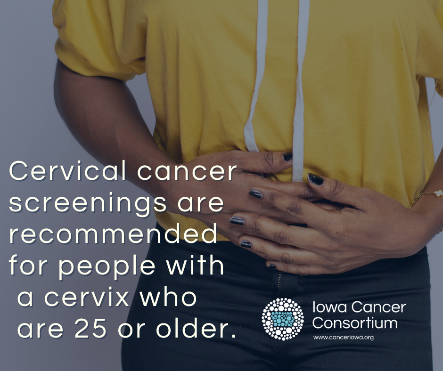 Cervical cancer
screenings are
recommended
for people with
a cervix who
are 25 or older.
Iowa Cancer
Consortium
www.canceriowa.org